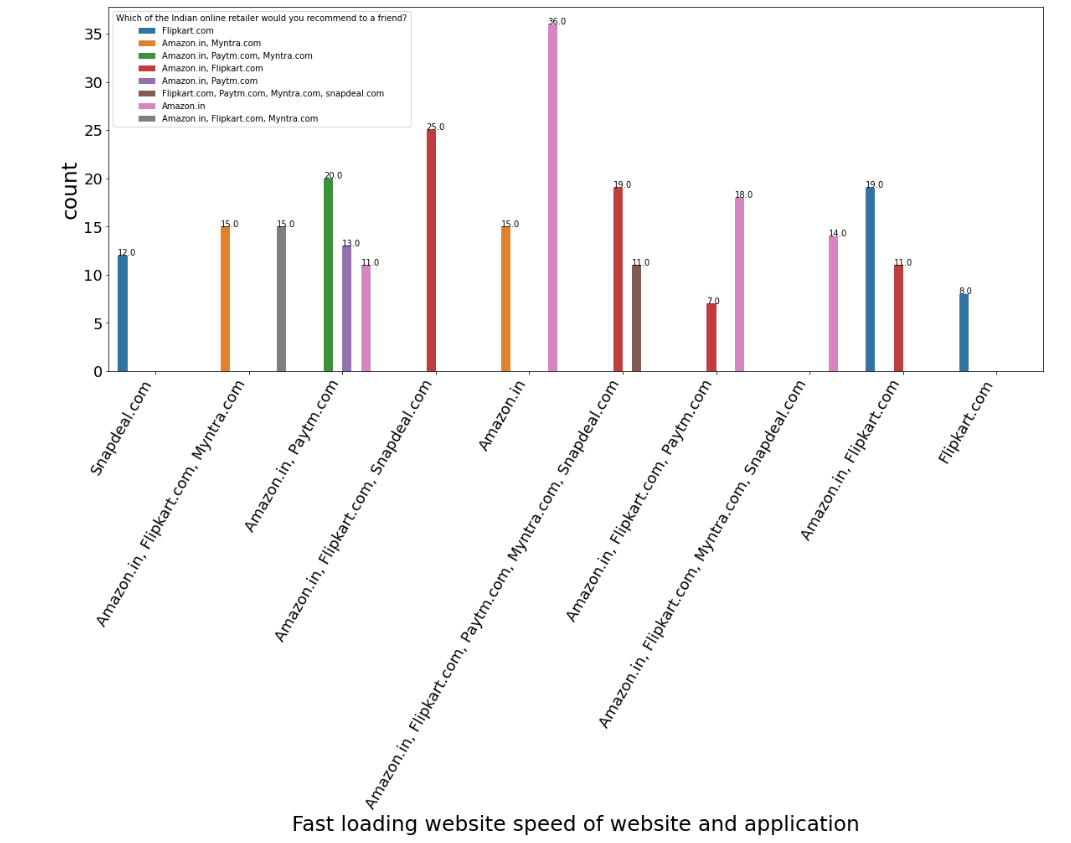 Which of the Indian online retailer would you recommend to a friend?
Flipkart.com
Amazon.in, Myntra.com
Amazon.in, Paytm.com, Myntra.com
Amazon.in, Flipkart.com
Amazon.in, Paytm.com
Flipkart.com, Paytm.com, Myntra.com, snapdeal.com
Amazon.in
Amazon.in, Flipkart.com, Myntra.com
count
35
30
25
20
15
10
5
0
12.0
15.0
15.0
20.0
13.0
11.0
25.0
15.0
36.0
19.0
11.0
7.0
18.0
14.0
19.0
11.0
8.0
Snapdeal.com
Amazon.in, Flipkart.com, Myntra.com
Amazon.in, Paytm.com
Amazon.in, Flipkart.com, Snapdeal.com
Amazon.in
Amazon.in, Flipkart.com, Paytm.com, Myntra.com, Snapdeal.com
Amazon.in, Flipkart.com, Paytm.com
Amazon.in, Flipkart.com, Myntra.com, Snapdeal.com
Amazon.in, Flipkart.com
Flipkart.com
Fast loading website speed of website and application